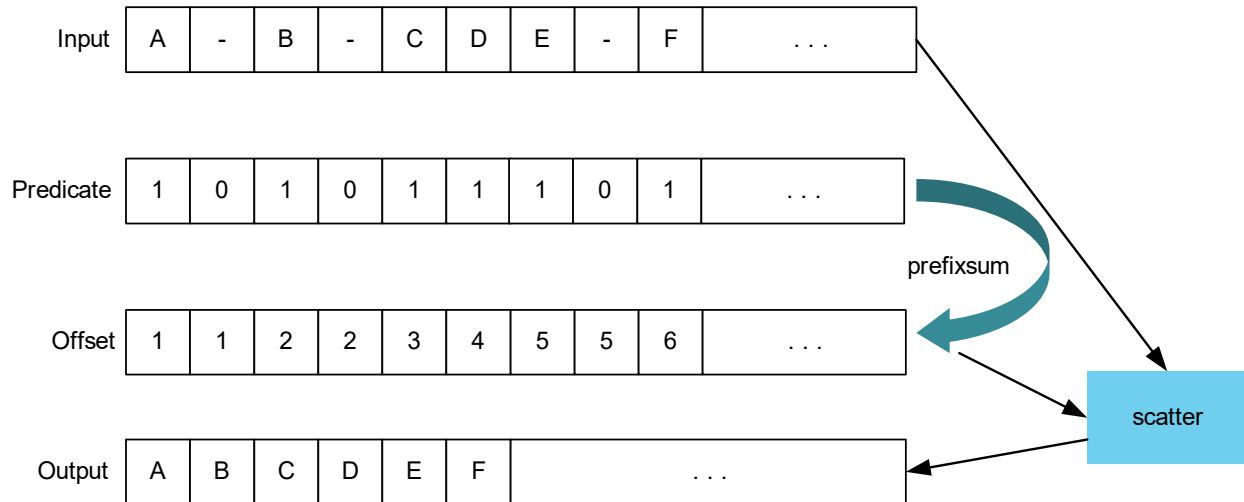 Input A - B - C D E - F . . .
Predicate 1 0 1 0 1 1 1 0 1 . . .
prefixsum
Offset 1 1 2 2 3 4 5 5 6 . . .
scatter
Output A B C D E F . . .